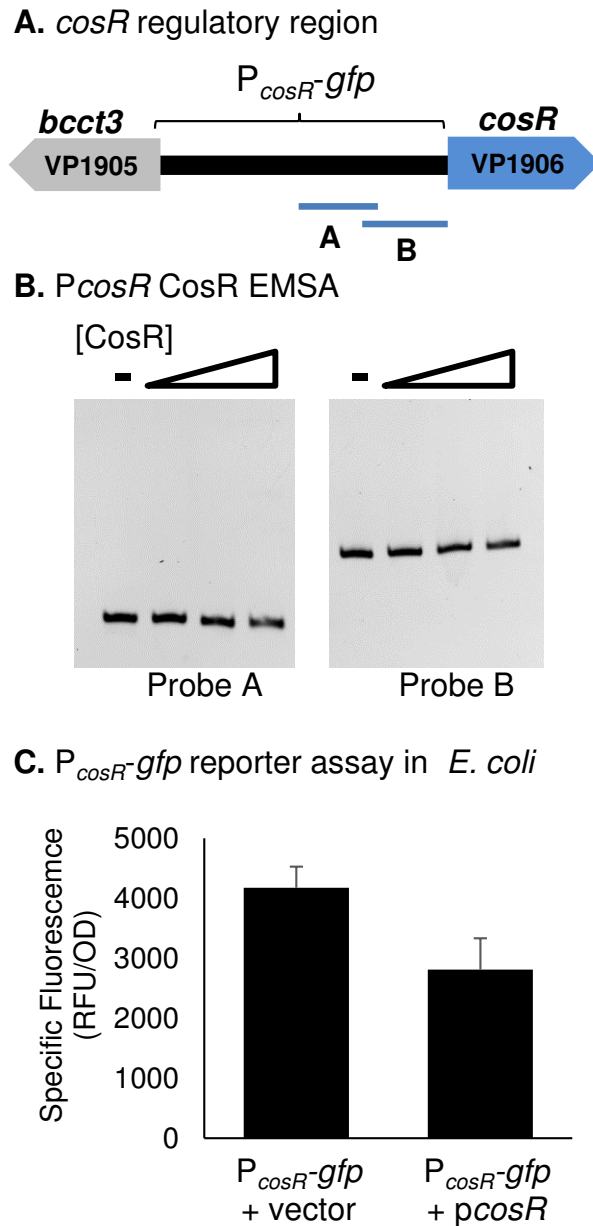 A. cosR regulatory region
PcosR-gfp
bcct3 cosR
VP1905 VP1906
A
B
B. PcosR CosR EMSA
[CosR]
- -
Probe A Probe B
C. PcosR-gfp reporter assay in E. coli
Specific Fluorescemce
(RFU/OD)
5000
4000
3000
2000
1000
0
PcosR-gfp PcosR-gfp
+ vector + pcosR